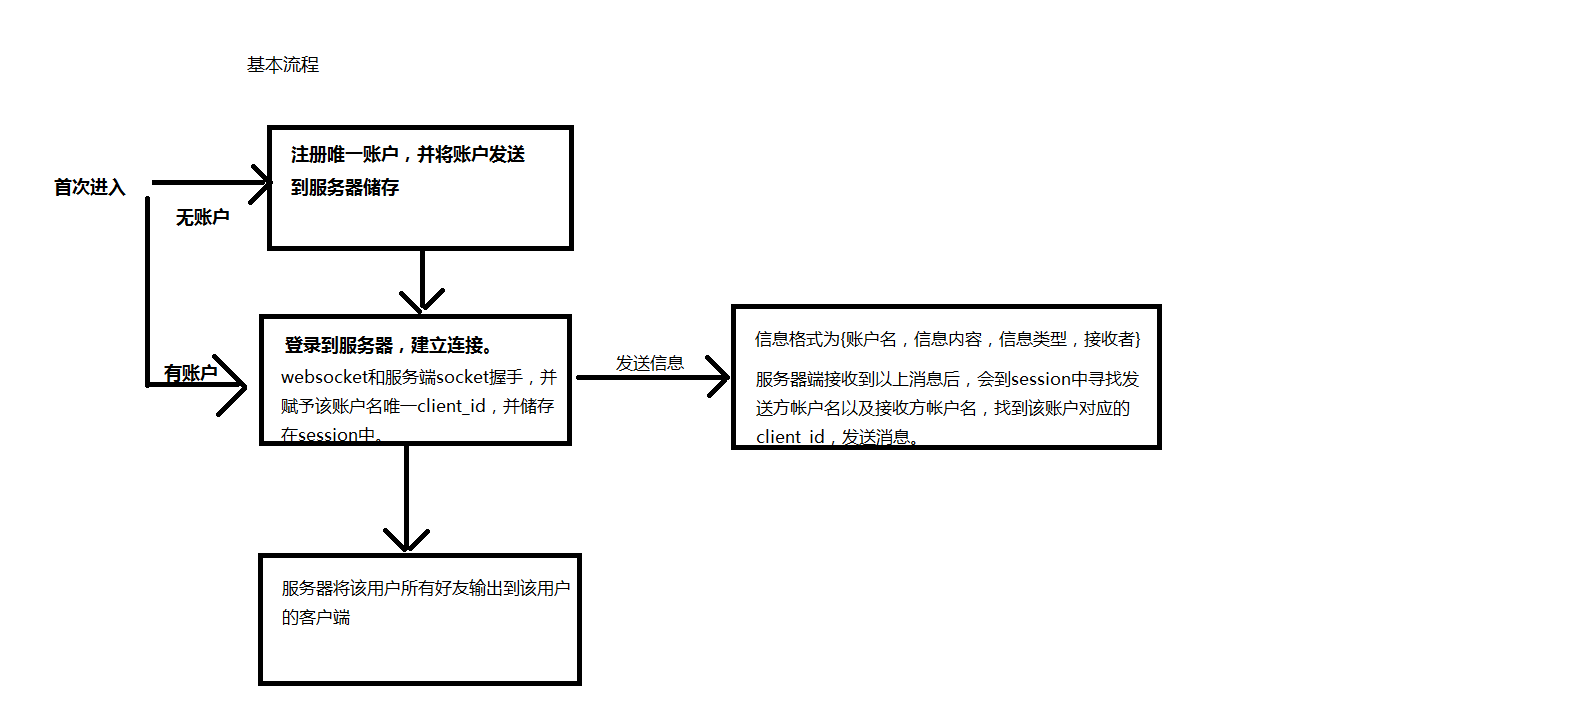 基本流程
注册唯一账户，并将账户发送
到服务器储存
首次进入
无账户
有账户
登录到服务器，建立连接。
websocket和服务端socket握手，并
赋予该账户名唯一client_id，并储存
在session中。
发送信息
信息格式为{账户名，信息内容，信息类型，接收者}
服务器端接收到以上消息后，会到session中寻找发
送方帐户名以及接收方帐户名，找到该账户对应的
client_id，发送消息。
服务器将该用户所有好友输出到该用户
的客户端